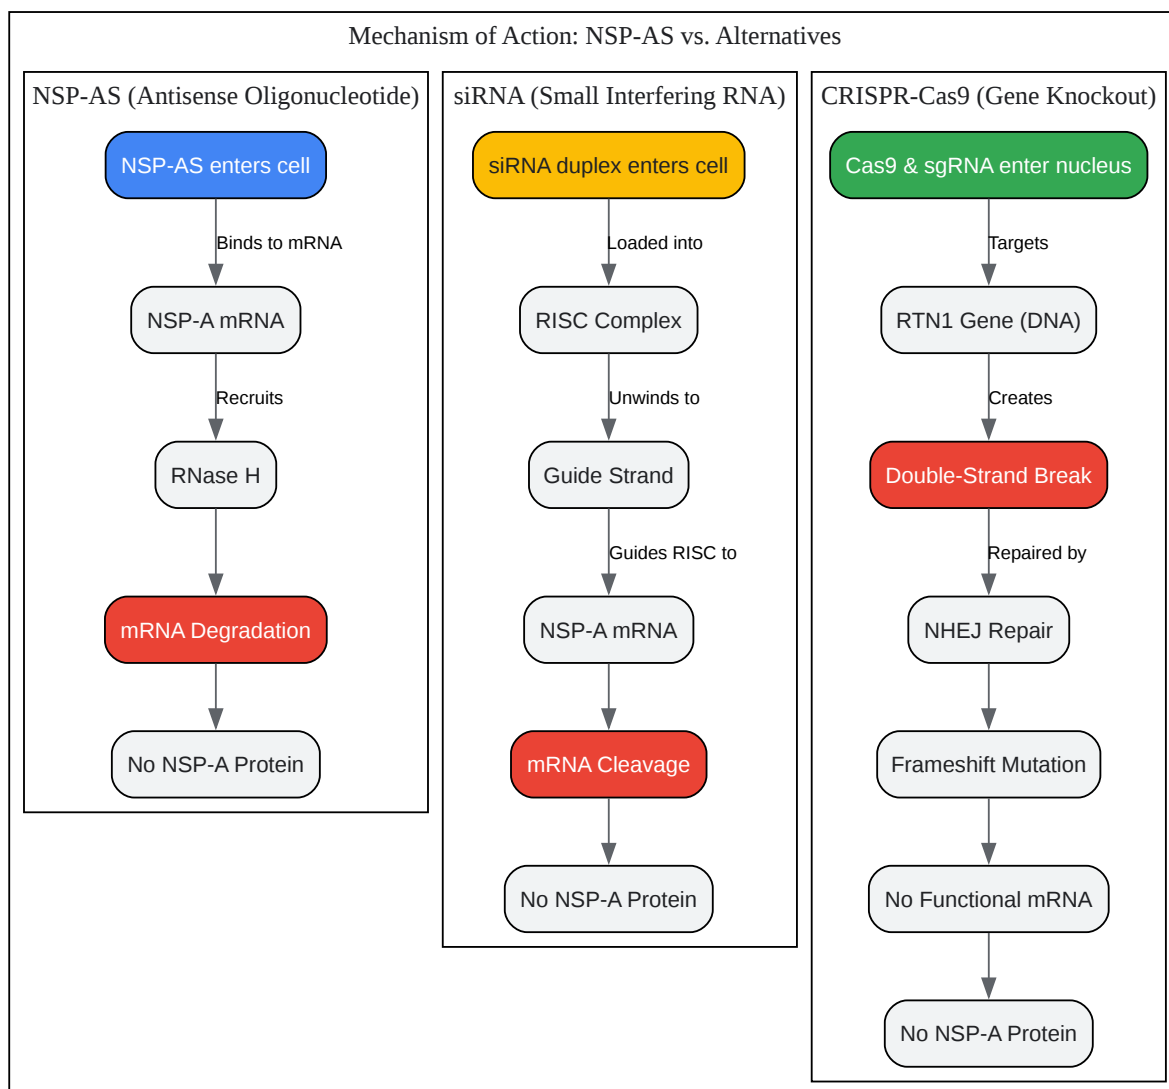 Mechanism of Action: NSP-AS vs. Alternatives
NSP-AS (Antisense Oligonucleotide)
NSP-AS enters cell
Binds to mRNA
NSP-A mRNA
Recruits
RNase H
mRNA Degradation
No NSP-A Protein
siRNA (Small Interfering RNA)
siRNA duplex enters cell
Loaded into
RISC Complex
Unwinds to
Guide Strand
Guides RISC to
NSP-A mRNA
mRNA Cleavage
No NSP-A Protein
CRISPR-Cas9 (Gene Knockout)
Cas9 & sgRNA enter nucleus
Targets
RTN1 Gene (DNA)
Creates
Double-Strand Break
Repaired by
NHEJ Repair
Frameshift Mutation
No Functional mRNA
No NSP-A Protein